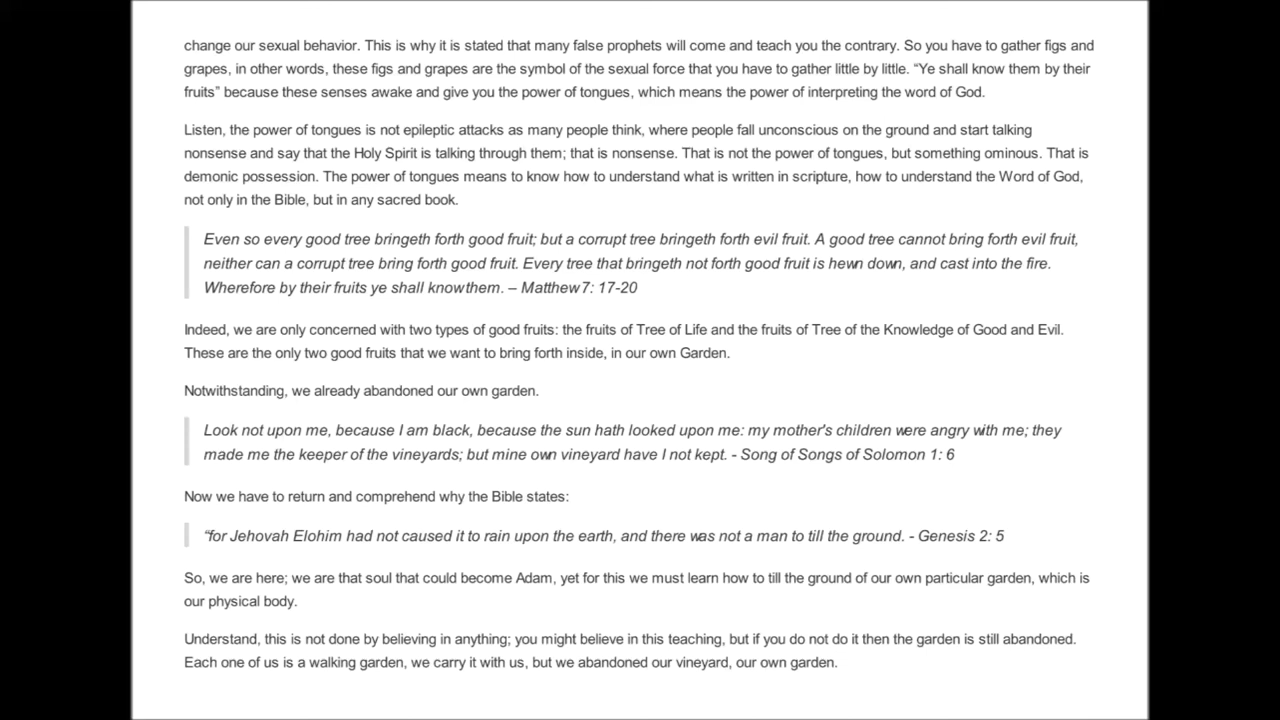 change our sexual behavior. This is why it is stated that many false prophets will come and teach you the contrary. So you have to gather figs and
grapes, in other words, these figs and grapes are the symbol of the sexual force that you have to gather little by little. “Ye shall know them by their
fruits” because these senses awake and give you the power of tongues, which means the power of interpreting the word of God.
Listen, the power of tongues is not epileptic attacks as many people think, where people fall unconscious on the ground and start talking
nonsense and say that the Holy Spirit is talking through them; that is nonsense. That is not the power of tongues, but something ominous. That is
demonic possession. The power of tongues means to know how to understand what is written in scripture, how to understand the Word of God,
not only in the Bible, but in any sacred book.
Even so every good tree bringeth forth good fruit; but a corrupt tree bringeth forth evil fruit. A good tree cannot bring forth evil fruit,
neither can a corrupt tree bring forth good fruit. Every tree that bringeth not forth good fruit is hewn down, and cast into the fire.
Wherefore by their fruits ye shall know them. – Matthew 7: 17-20
Indeed, we are only concerned with two types of good fruits: the fruits of Tree of Life and the fruits of Tree of the Knowledge of Good and Evil.
These are the only two good fruits that we want to bring forth inside, in our own Garden.
Notwithstanding, we already abandoned our own garden.
Look not upon me, because I am black, because the sun hath looked upon me: my mother's children were angry with me; they
made me the keeper of the vineyards; but mine own vineyard have I not kept. - Song of Songs of Solomon 1: 6
Now we have to return and comprehend why the Bible states:
“for Jehovah Elohim had not caused it to rain upon the earth, and there was not a man to till the ground. - Genesis 2: 5
So, we are here; we are that soul that could become Adam, yet for this we must learn how to till the ground of our own particular garden, which is
our physical body.
Understand, this is not done by believing in anything; you might believe in this teaching, but if you do not do it then the garden is still abandoned.
Each one of us is a walking garden, we carry it with us, but we abandoned our vineyard, our own garden.